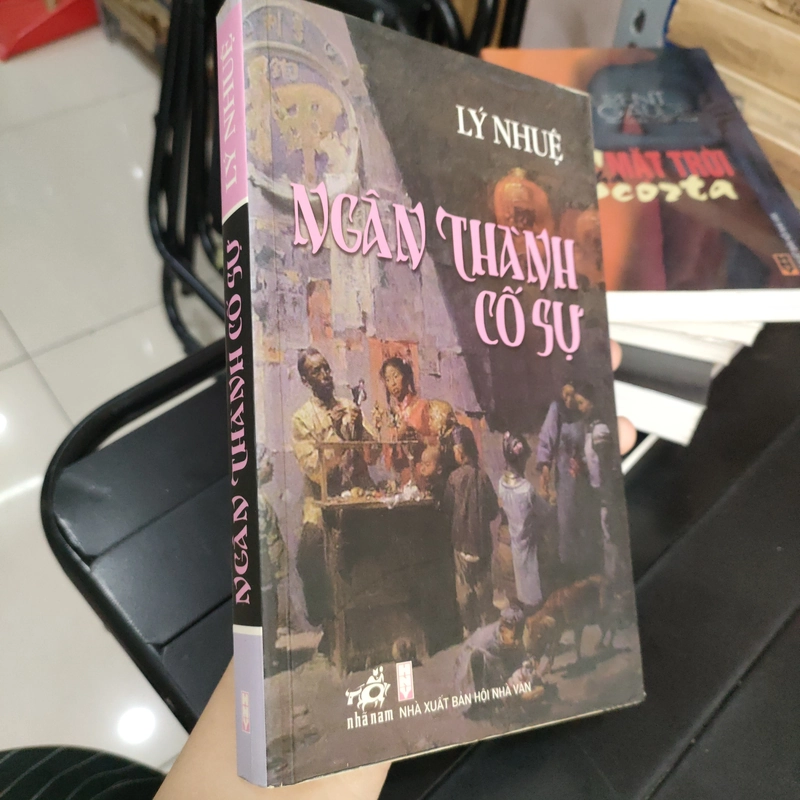 LÝ NHUỆ
NGÂN THÀNH
CỐ SỰ
nhã nam
NHÀ XUẤT BẢN HỘI NHÀ VĂN
LÝ NHUỆ
NGÂN THÀNH CỐ SỰ
MẶT TRỜI